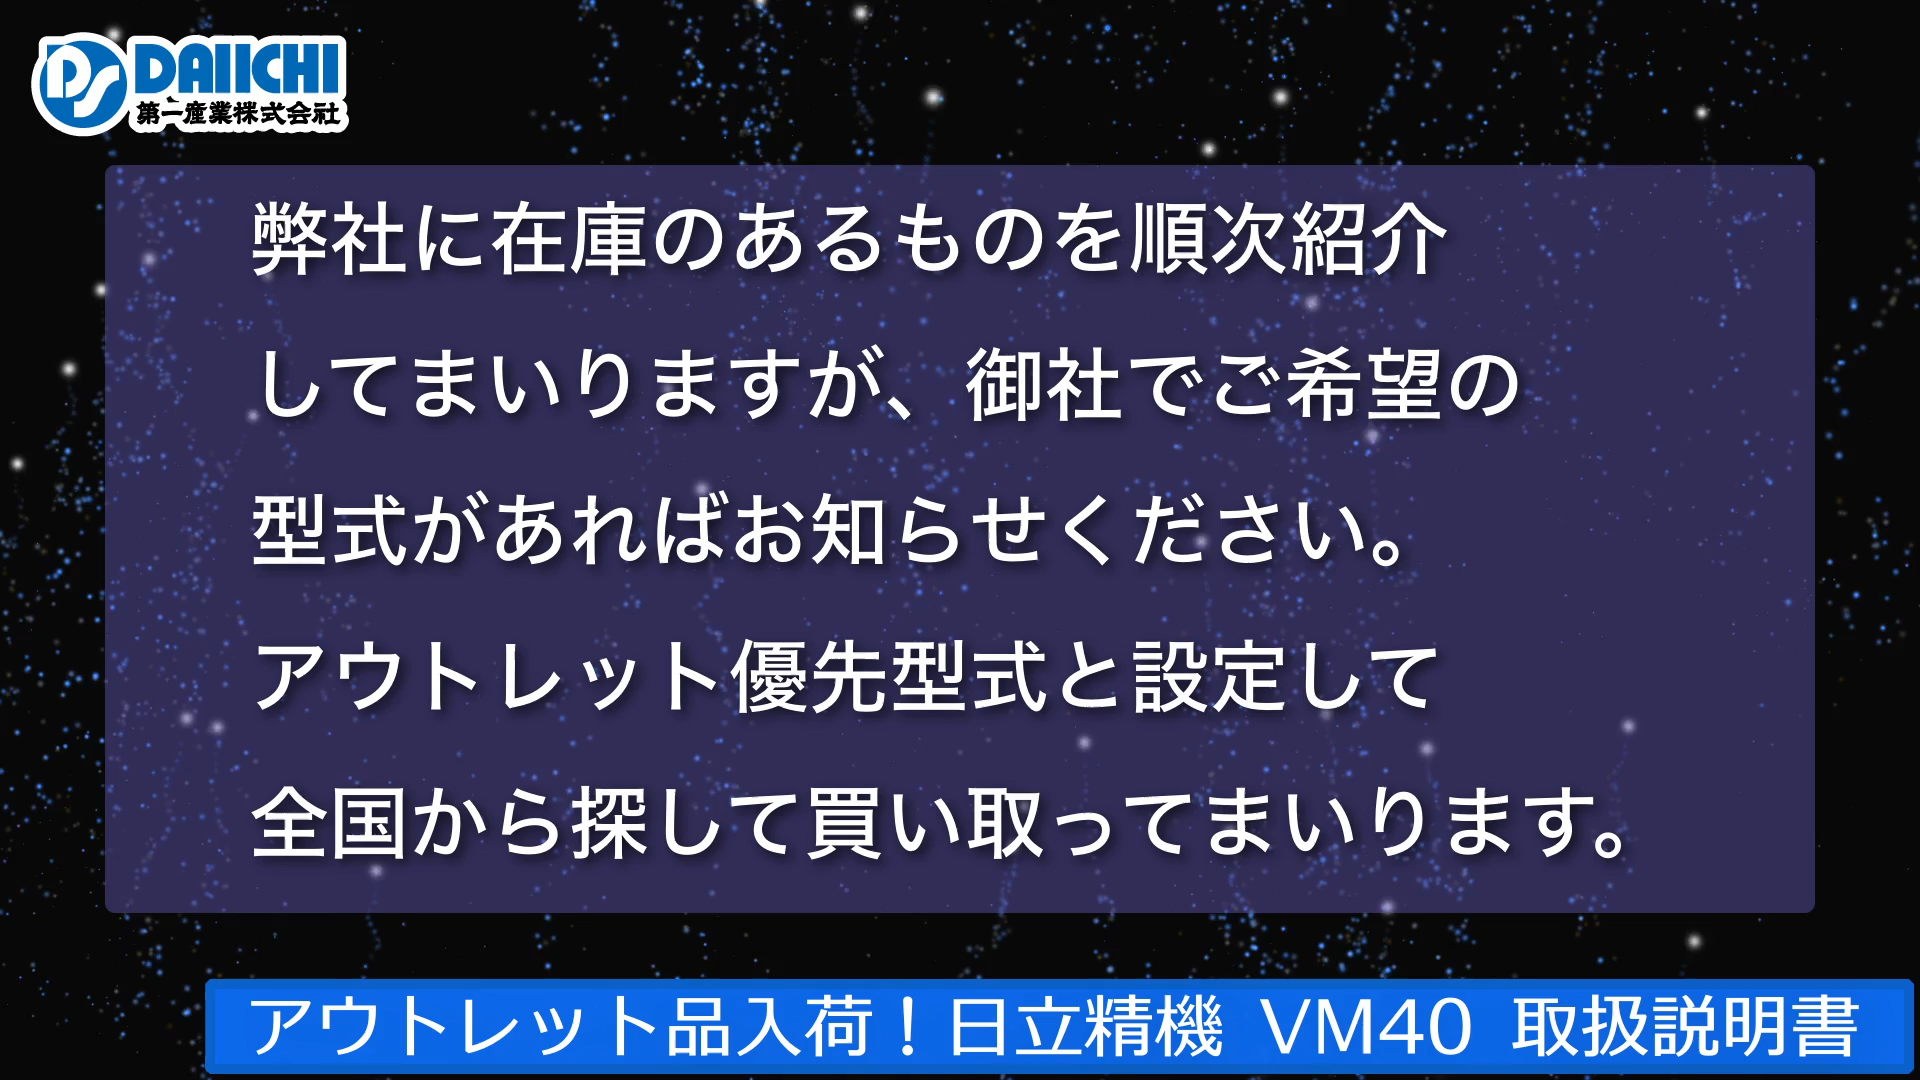 PS DAIICHI
第一産業株式会社
弊社に在庫のあるものを順次紹介
してまいりますが、御社でご希望の
型式があればお知らせください。
アウトレット優先型式と設定して
全国から探して買い取ってまいります。
アウトレット品入荷！日立精機 VM40 取扱説明書